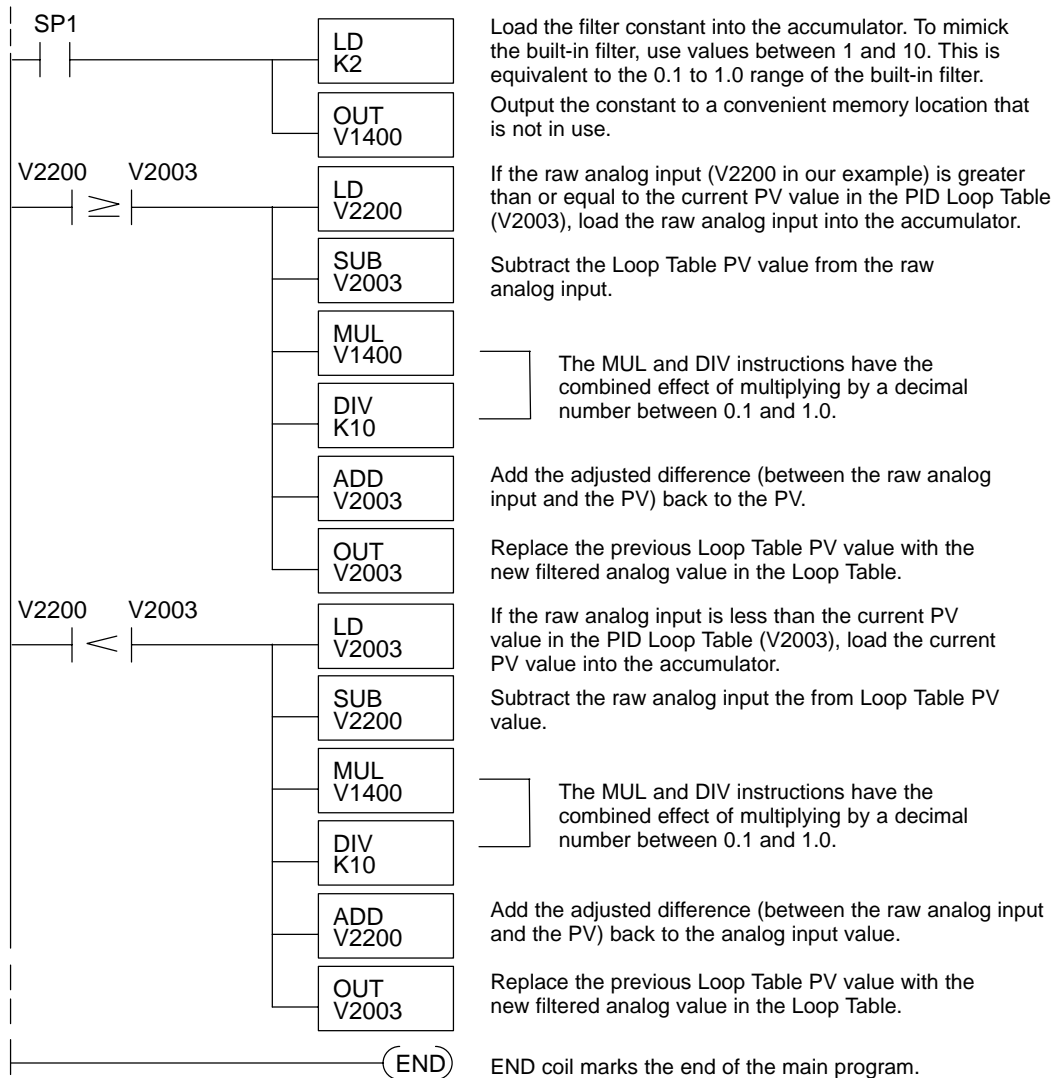 SP1
LD
K2
Load the filter constant into the accumulator. To mimick
the built-in filter, use values between 1 and 10. This is
equivalent to the 0.1 to 1.0 range of the built-in filter.
OUT
V1400
Output the constant to a convenient memory location that
is not in use.
V2200 V2003
≥
LD
V2200
If the raw analog input (V2200 in our example) is greater
than or equal to the current PV value in the PID Loop Table
(V2003), load the raw analog input into the accumulator.
SUB
V2003
Subtract the Loop Table PV value from the raw
analog input.
MUL
V1400
DIV
K10
The MUL and DIV instructions have the
combined effect of multiplying by a decimal
number between 0.1 and 1.0.
ADD
V2003
Add the adjusted difference (between the raw analog
input and the PV) back to the PV.
OUT
V2003
Replace the previous Loop Table PV value with the
new filtered analog value in the Loop Table.
V2200 V2003
<
LD
V2003
If the raw analog input is less than the current PV
value in the PID Loop Table (V2003), load the current
PV value into the accumulator.
SUB
V2200
Subtract the raw analog input the from Loop Table PV
value.
MUL
V1400
DIV
K10
The MUL and DIV instructions have the
combined effect of multiplying by a decimal
number between 0.1 and 1.0.
ADD
V2200
Add the adjusted difference (between the raw analog input
and the PV) back to the analog input value.
OUT
V2003
Replace the previous Loop Table PV value with the
new filtered analog value in the Loop Table.
END
END coil marks the end of the main program.